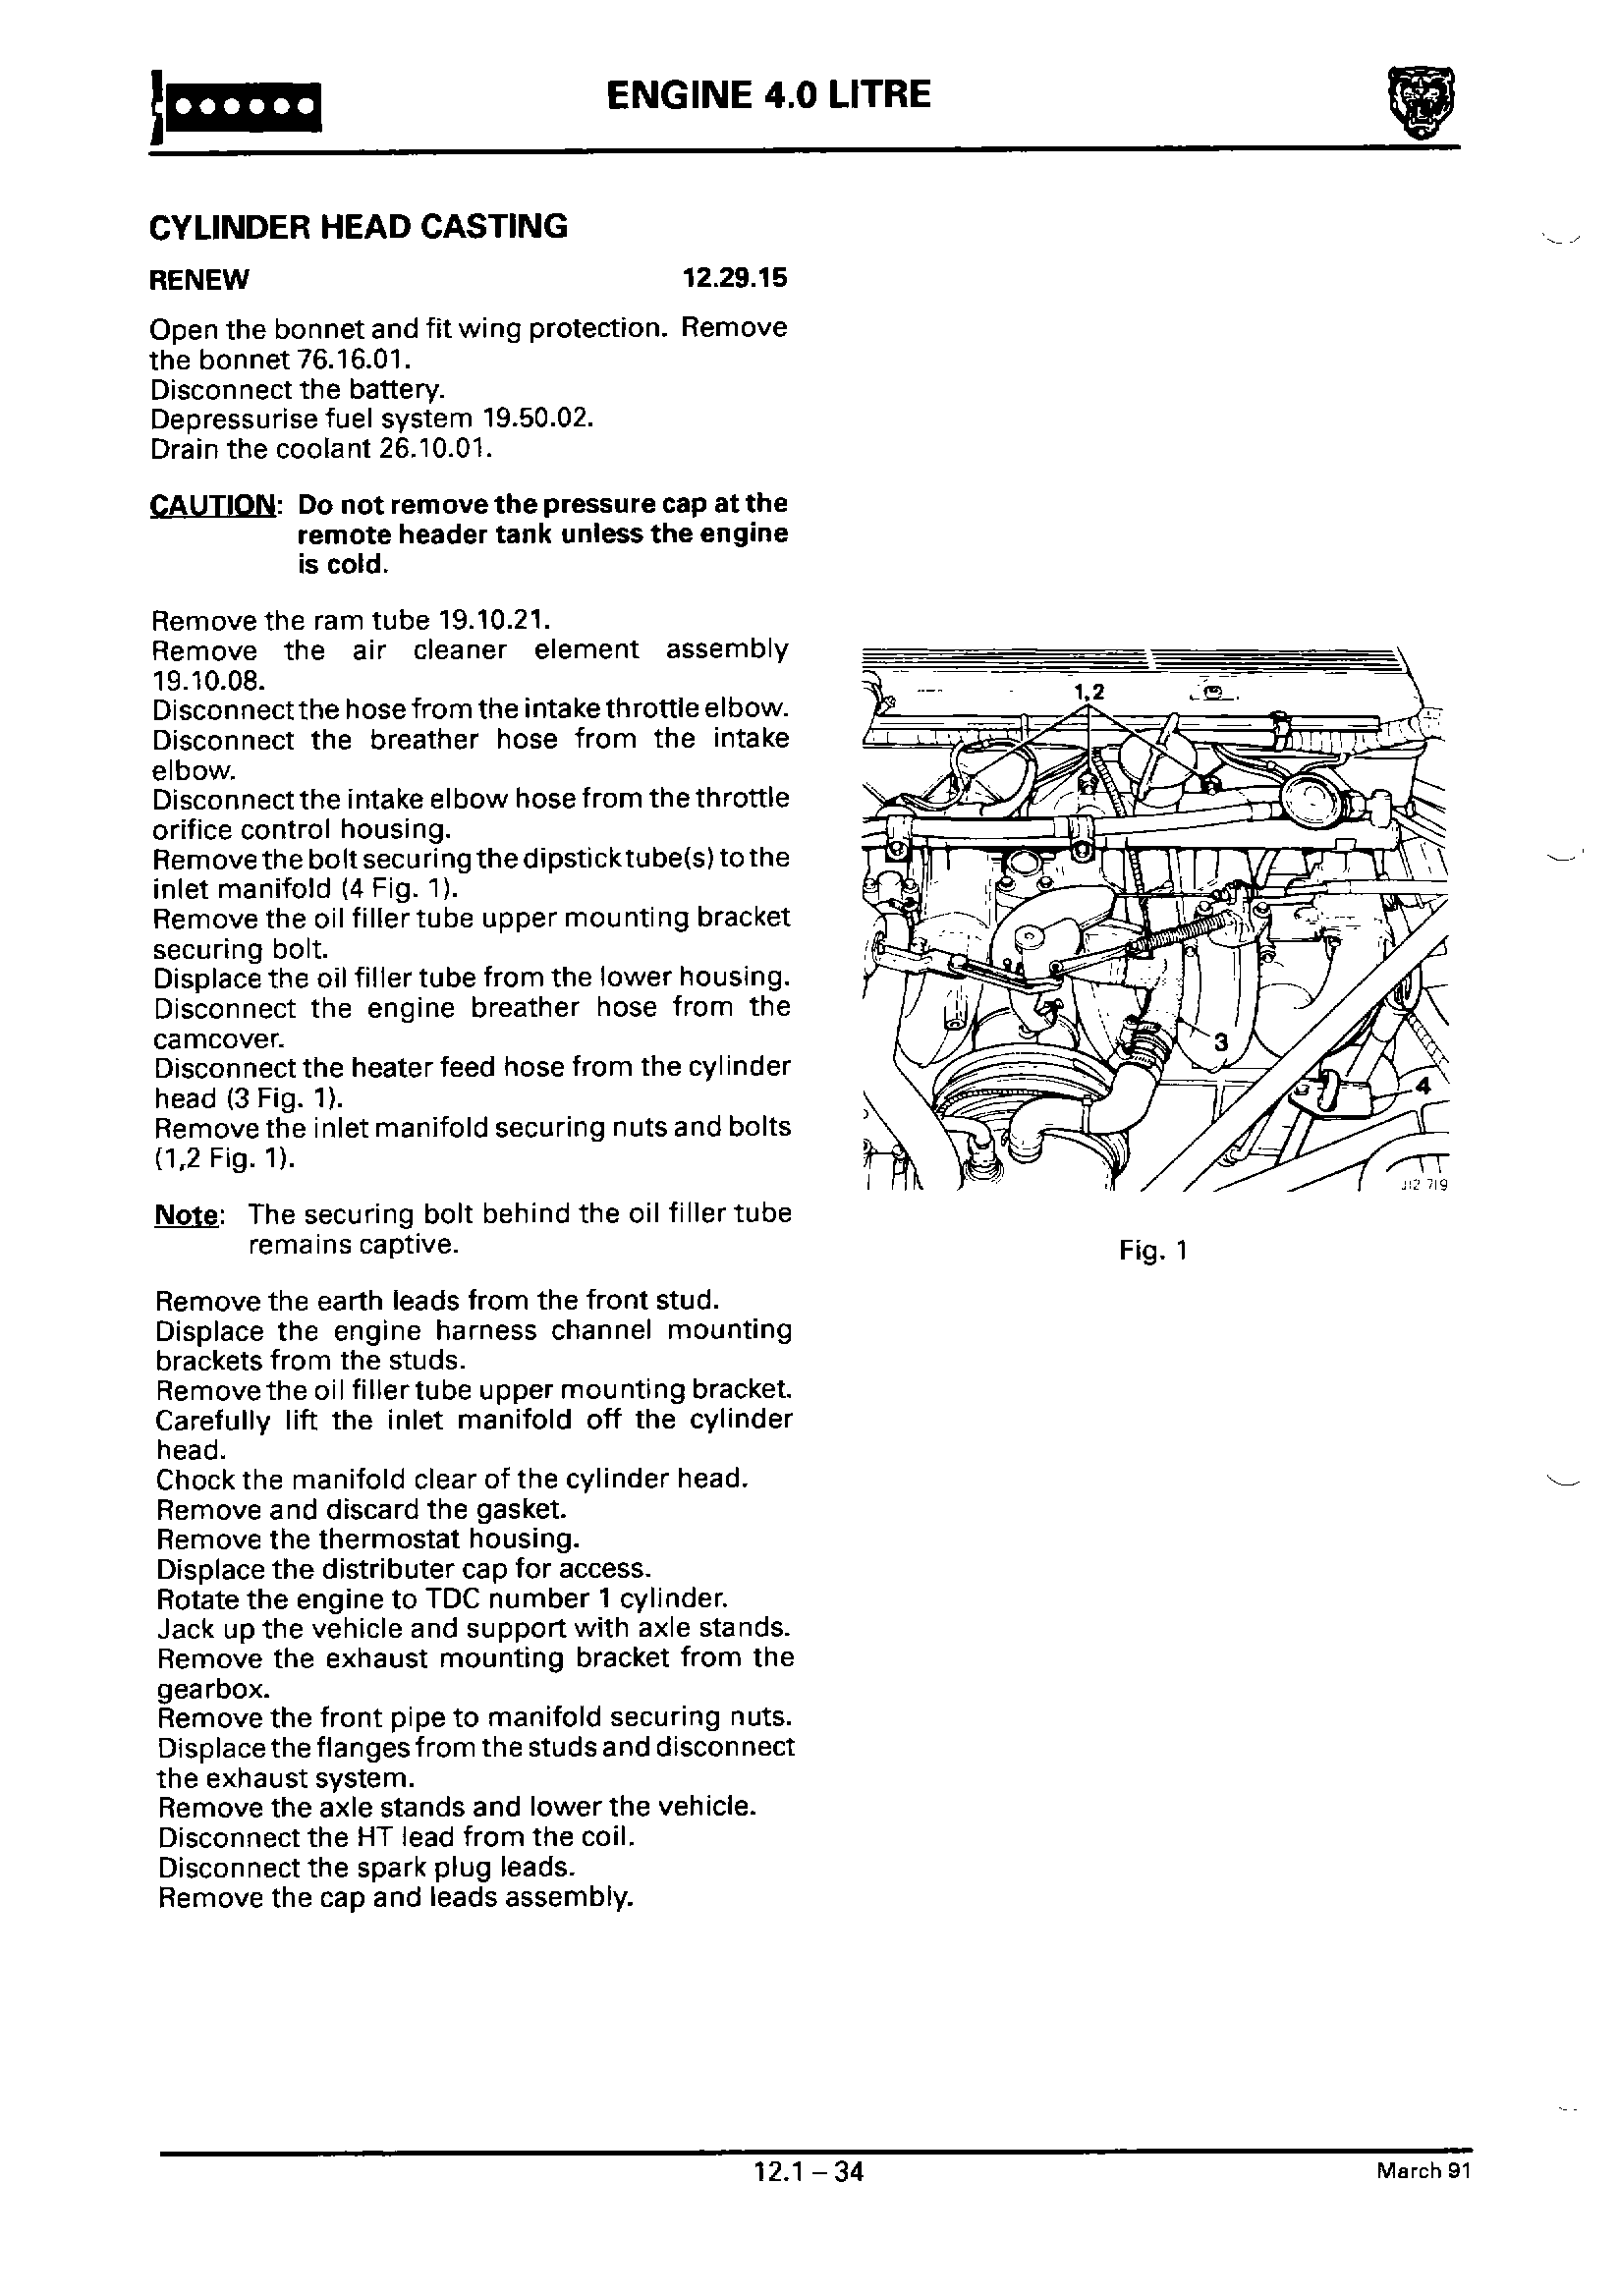 ENGINE 4.0 LITRE
CYLINDER HEAD CASTING
RENEW 12.29.15
Open the bonnet and fit wing protection. Remove
the bonnet 76.16.01.
Disconnect the battery.
Depressurise fuel system 19.50.02.
Drain the coolant 26.10.01.
CAUTION: Do not remove the pressure cap at the
remote header tank unless the engine
is cold.
Remove the ram tube 19.10.21.
Remove the air cleaner element assembly
19.10.08.
Disconnect the hose from the intake throttle elbow.
Disconnect the breather hose from the intake
elbow.
Disconnect the intake elbow hose from the throttle
orifice control housing.
Remove the bolt securing the dipstick tube(s) to the
inlet manifold (4 Fig. 1).
Remove the oil filler tube upper mounting bracket
securing bolt.
Displace the oil filler tube from the lower housing.
Disconnect the engine breather hose from the
camcover.
Disconnect the heater feed hose from the cylinder
head (3 Fig. 1).
Remove the inlet manifold securing nuts and bolts
(1,2 Fig. 1).
Note: The securing bolt behind the oil filler tube
remains captive.
Remove the earth leads from the front stud.
Displace the engine harness channel mounting
brackets from the studs.
Remove the oil filler tube upper mounting bracket.
Carefully lift the inlet manifold off the cylinder
head.
Chock the manifold clear of the cylinder head.
Remove and discard the gasket.
Remove the thermostat housing.
Displace the distributer cap for access.
Rotate the engine to TDC number 1 cylinder.
Jack up the vehicle and support with axle stands.
Remove the exhaust mounting bracket from the
gearbox.
Remove the front pipe to manifold securing nuts.
Displace the flanges from the studs and disconnect
the exhaust system.
Remove the axle stands and lower the vehicle.
Disconnect the HT lead from the coil.
Disconnect the spark plug leads.
Remove the cap and leads assembly.
1,2
3
4
J12 719
Fig. 1
12.1 – 34
March 91